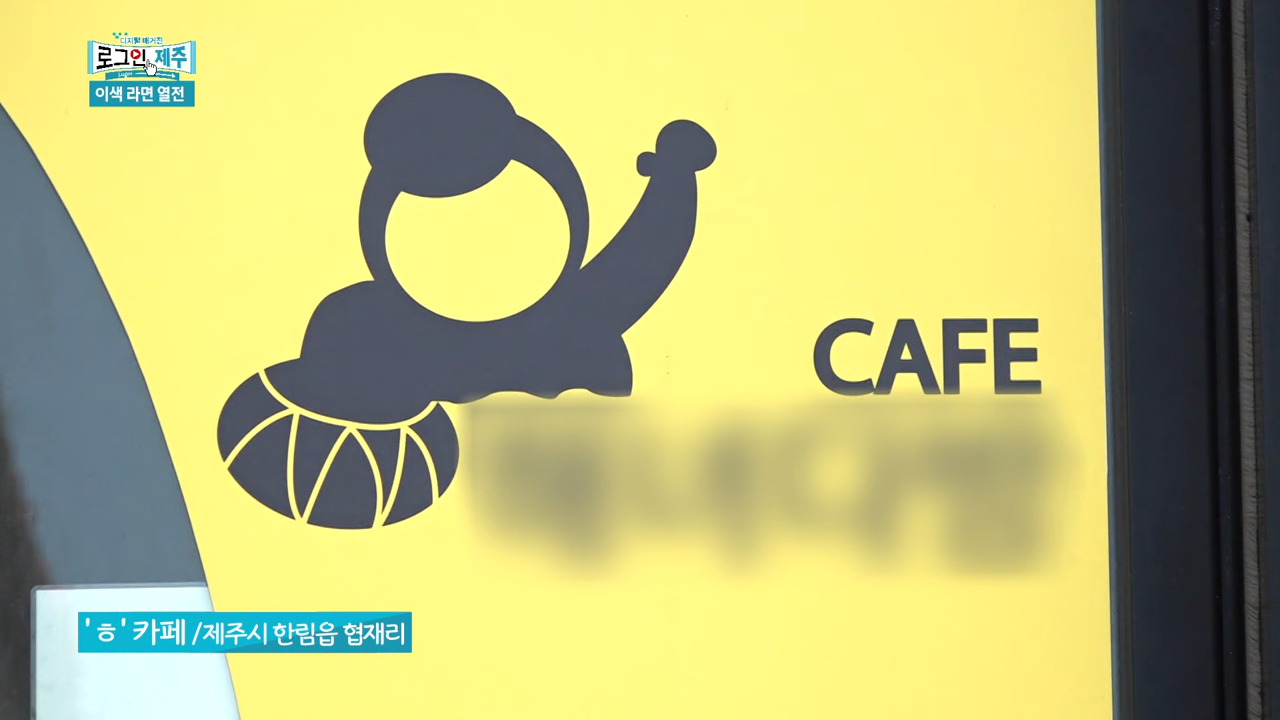 디지털 매거진
로그인 제주
Login
이색 라면 열전
CAFE
'ㅎ' 카페 /제주시 한림읍 협재리